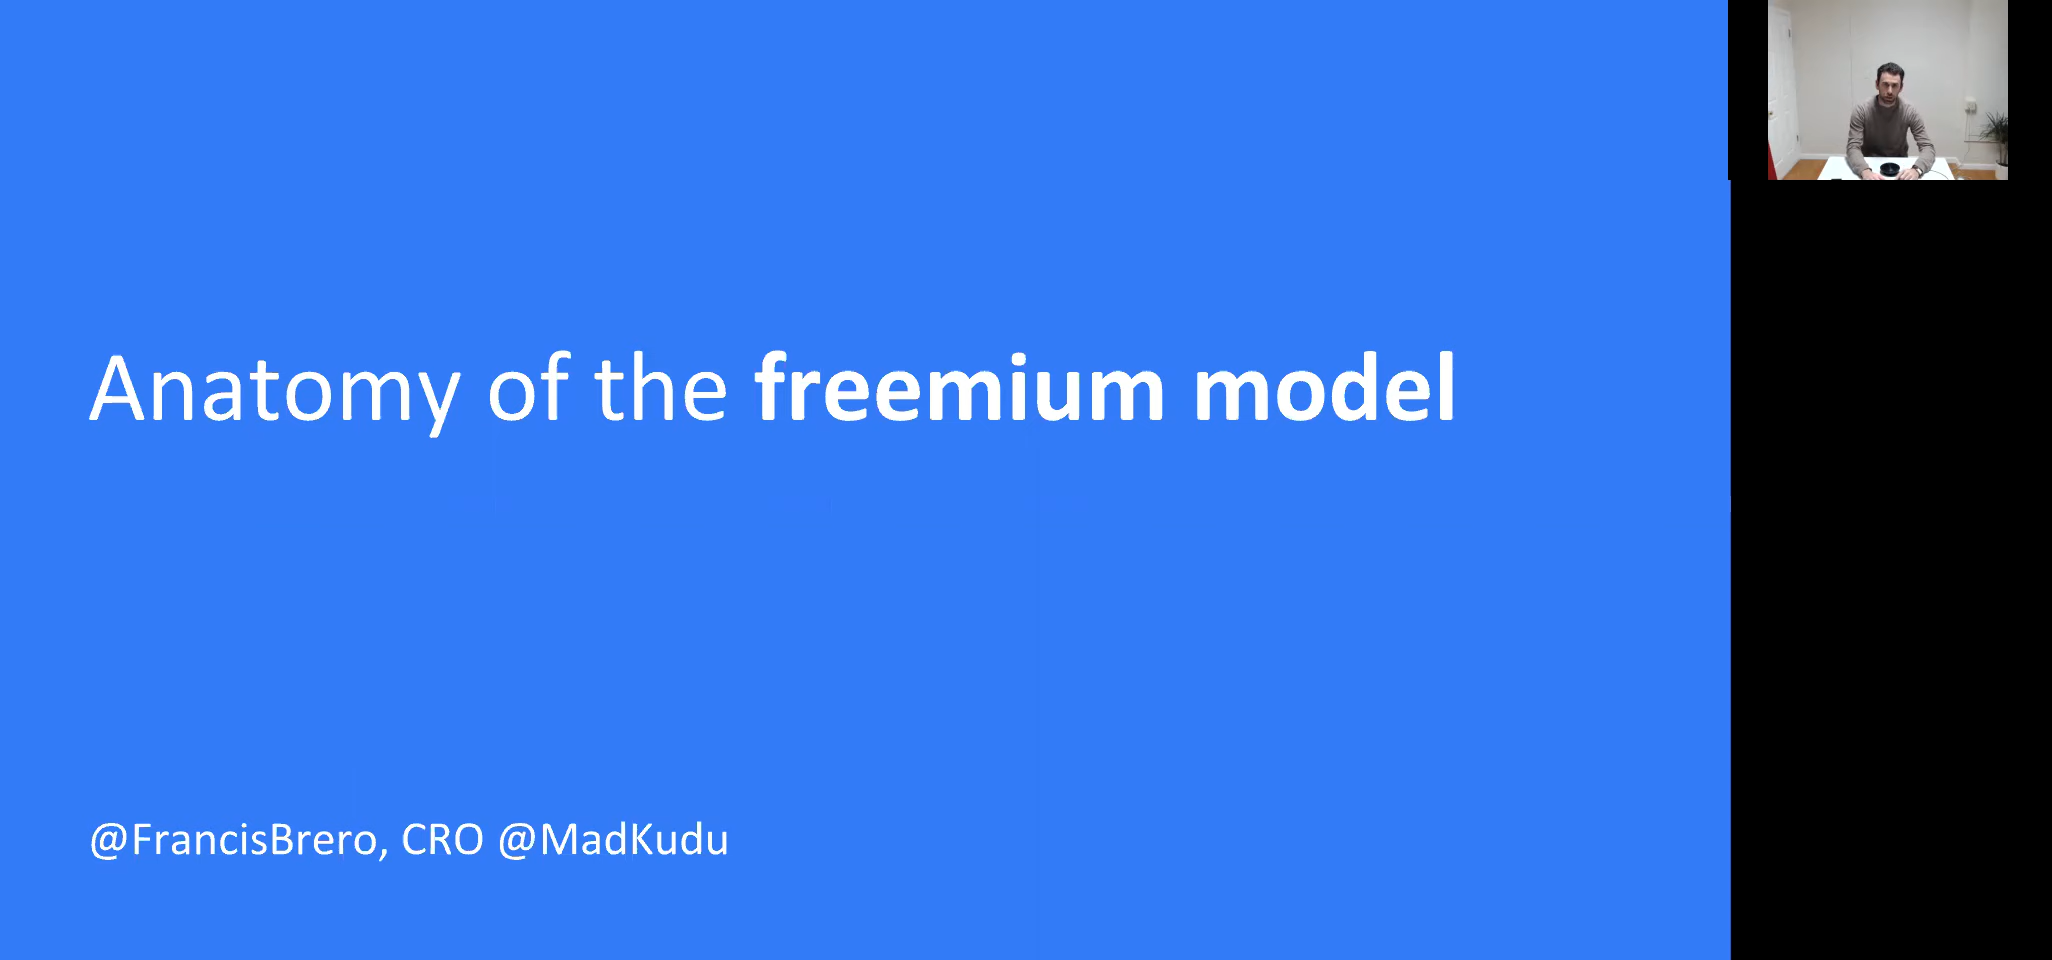 Anatomy of the freemium model
@FrancisBrero, CRO @MadKudu